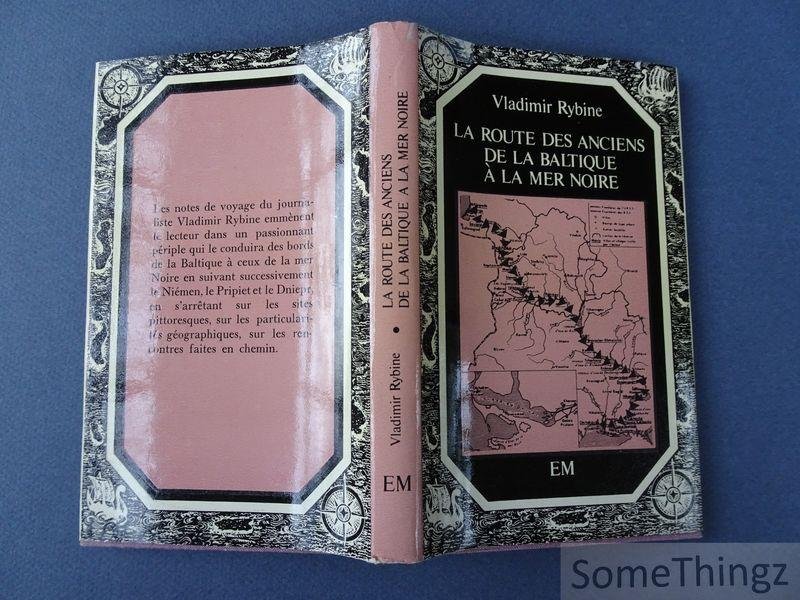 Les notes de voyage du journa-
liste Vladimir Rybine emmènent
le lecteur dans un passionnant
périple qui le conduira des bords
de la Baltique à ceux de la mer
Noire en suivant successivement
le Niémen, le Pripiet et le Dniepr,
en s'arrêtant sur les sites
pittoresques, sur les particulari-
tés géographiques, sur les ren-
contres faites en chemin.
Vladimir Rybine • LA ROUTE DES ANCIENS
DE LA BALTIQUE A LA MER NOIRE
EM
Vladimir Rybine
LA ROUTE DES ANCIENS
DE LA BALTIQUE
À LA MER NOIRE
EM
SomeThingz